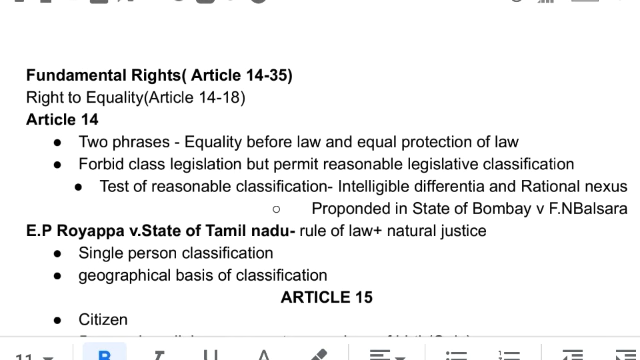 Fundamental Rights( Article 14-35)
Right to Equality(Article 14-18)
Article 14
● Two phrases - Equality before law and equal protection of law
● Forbid class legislation but permit reasonable legislative classification
● Test of reasonable classification- Intelligible differentia and Rational nexus
○ Proponded in State of Bombay v F.NBalsara
E.P Royappa v.State of Tamil nadu- rule of law+ natural justice
● Single person classification
● geographical basis of classification
ARTICLE 15
● Citizen
11 B I U A